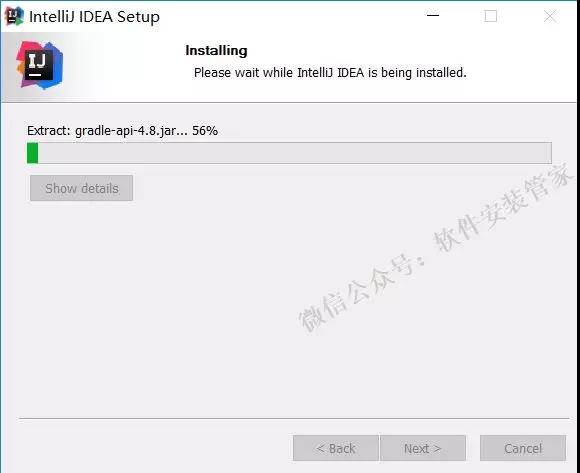 IntelliJ IDEA Setup
IJ
Installing
Please wait while IntelliJ IDEA is being installed.
Extract: gradle-api-4.8.jar... 56%
Show details
微信公众号：软件安装管家
< Back
Next >
Cancel